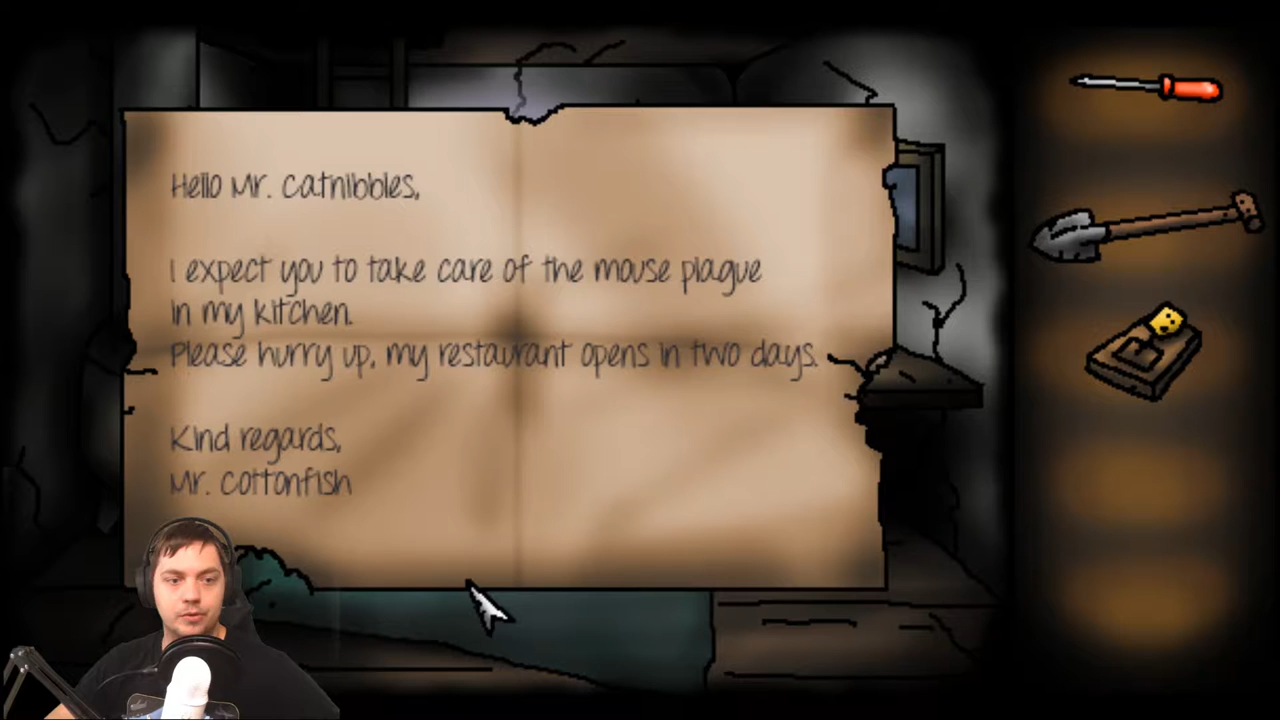 Hello Mr. Catnibbles,
I expect you to take care of the mouse plague
in my kitchen.
Please hurry up, my restaurant opens in two days.
Kind regards,
Mr. Cottonfish